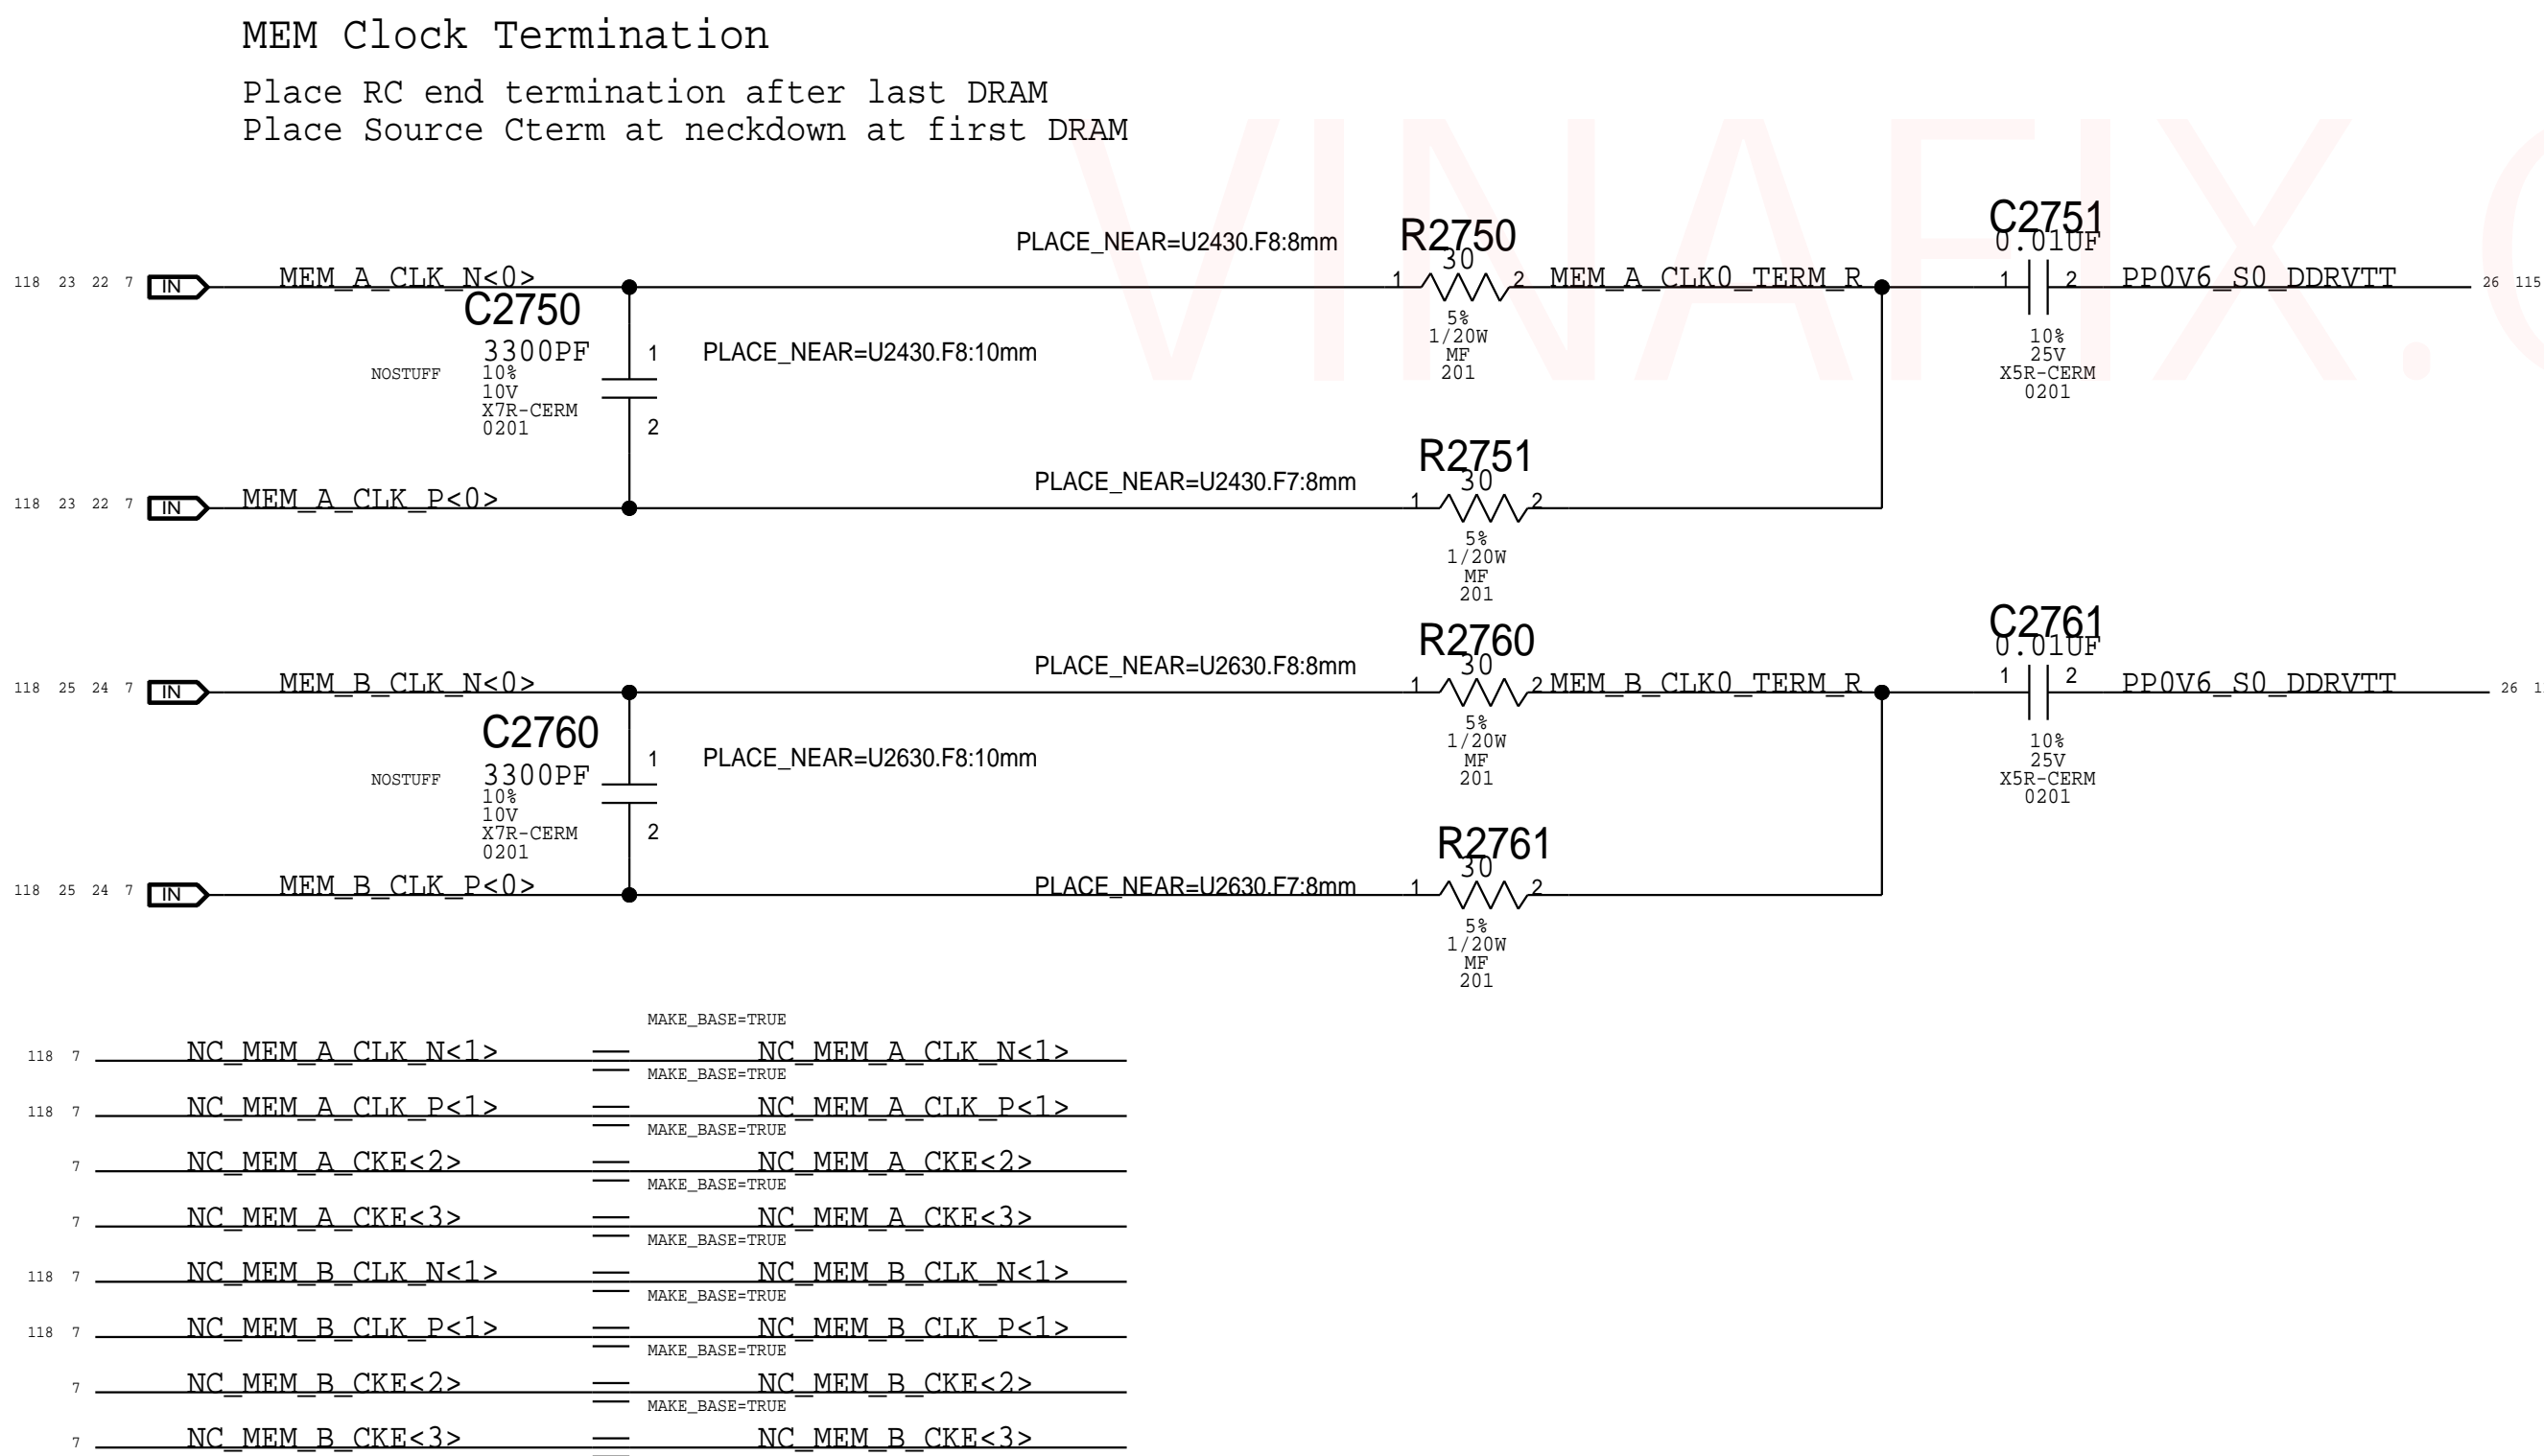 MEM Clock Termination
Place RC end termination after last DRAM
Place Source Cterm at neckdown at first DRAM
VINAFIX.
118 23 22 7 IN MEM_A_CLK_N<0> PLACE_NEAR=U2430.F8:8mm 1 R2750 30 2 MEM_A_CLK0_TERM_R 1 C2751 0.01UF 2 PP0V6_S0_DDRVTT 26 115
5%
1/20W
MF
201
10%
25V
X5R-CERM
0201
C2750
3300PF
NOSTUFF
10%
10V
X7R-CERM
0201
1
2
PLACE_NEAR=U2430.F8:10mm
118 23 22 7 IN MEM_A_CLK_P<0> PLACE_NEAR=U2430.F7:8mm 1 R2751 30 2
5%
1/20W
MF
201
118 25 24 7 IN MEM_B_CLK_N<0> PLACE_NEAR=U2630.F8:8mm 1 R2760 30 2 MEM_B_CLK0_TERM_R 1 C2761 0.01UF 2 PP0V6_S0_DDRVTT 26
5%
1/20W
MF
201
10%
25V
X5R-CERM
0201
C2760
3300PF
NOSTUFF
10%
10V
X7R-CERM
0201
1
2
PLACE_NEAR=U2630.F8:10mm
118 25 24 7 IN MEM_B_CLK_P<0> PLACE_NEAR=U2630.F7:8mm 1 R2761 30 2
5%
1/20W
MF
201
MAKE_BASE=TRUE
118 7 NC_MEM_A_CLK_N<1> NC_MEM_A_CLK_N<1>
MAKE_BASE=TRUE
118 7 NC_MEM_A_CLK_P<1> NC_MEM_A_CLK_P<1>
MAKE_BASE=TRUE
7 NC_MEM_A_CKE<2> NC_MEM_A_CKE<2>
MAKE_BASE=TRUE
7 NC_MEM_A_CKE<3> NC_MEM_A_CKE<3>
MAKE_BASE=TRUE
118 7 NC_MEM_B_CLK_N<1> NC_MEM_B_CLK_N<1>
MAKE_BASE=TRUE
118 7 NC_MEM_B_CLK_P<1> NC_MEM_B_CLK_P<1>
MAKE_BASE=TRUE
7 NC_MEM_B_CKE<2> NC_MEM_B_CKE<2>
MAKE_BASE=TRUE
7 NC_MEM_B_CKE<3> NC_MEM_B_CKE<3>